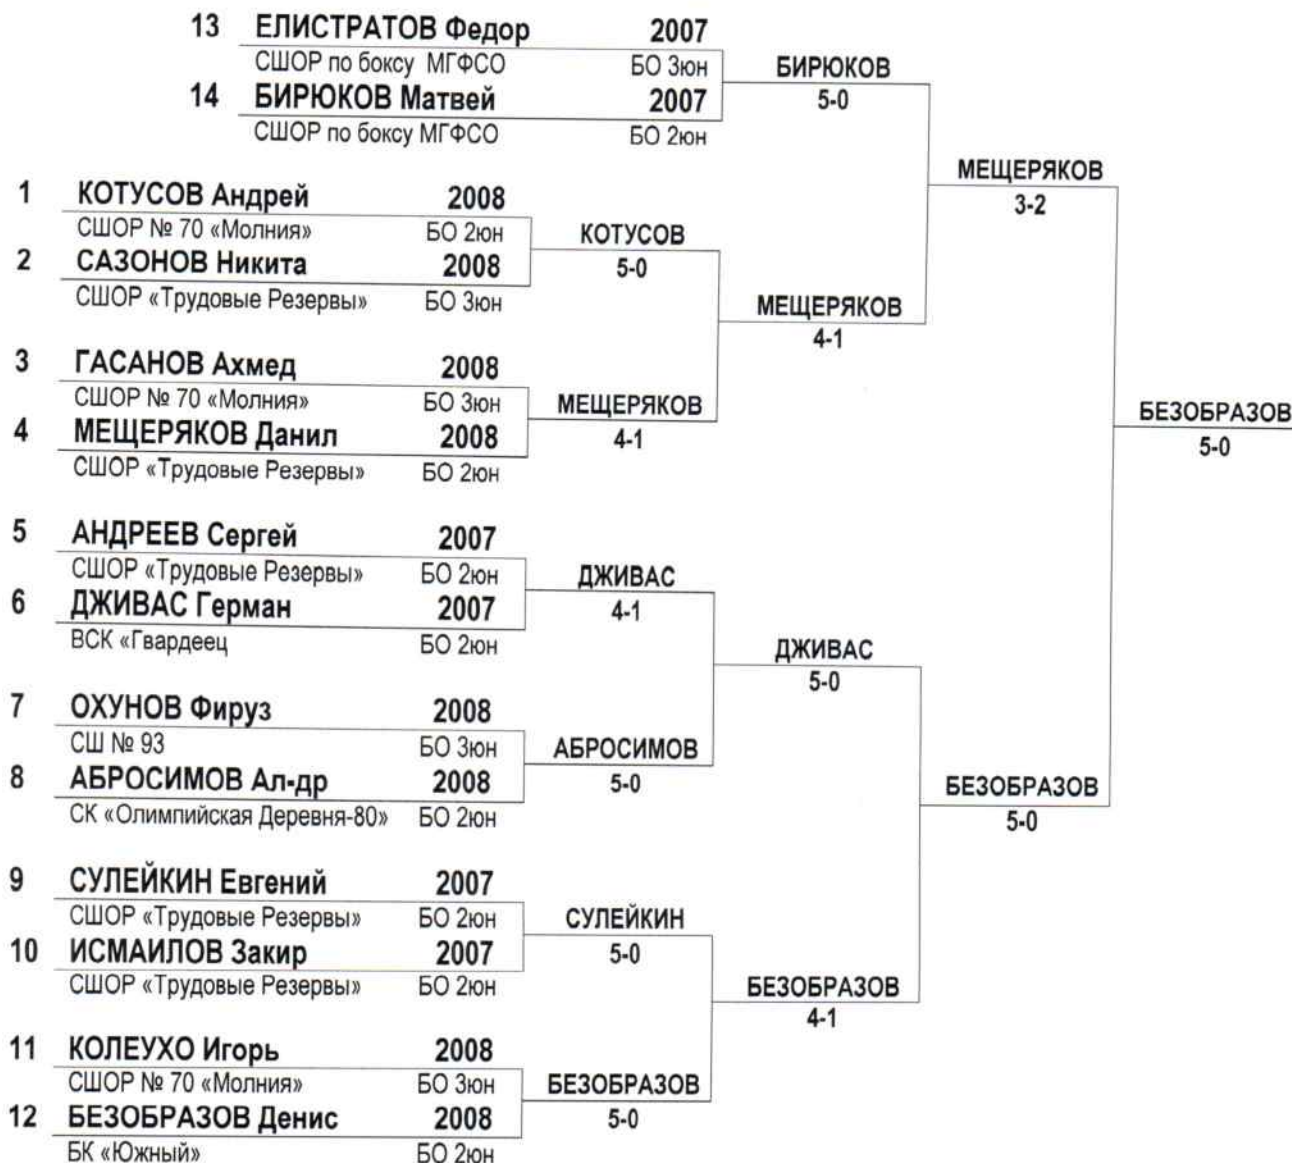 13 ЕЛИСТРАТОВ Федор 2007
СШОР по боксу МГФСО БО 3юн
14 БИРЮКОВ Матвей 2007
СШОР по боксу МГФСО БО 2юн
БИРЮКОВ
5-0
1 КОТУСОВ Андрей 2008
СШОР № 70 «Молния» БО 2юн
2 САЗОНОВ Никита 2008
СШОР «Трудовые Резервы» БО 3юн
КОТУСОВ
5-0
3 ГАСАНОВ Ахмед 2008
СШОР № 70 «Молния» БО 3юн
4 МЕЩЕРЯКОВ Данил 2008
СШОР «Трудовые Резервы» БО 2юн
МЕЩЕРЯКОВ
4-1
МЕЩЕРЯКОВ
4-1
МЕЩЕРЯКОВ
3-2
5 АНДРЕЕВ Сергей 2007
СШОР «Трудовые Резервы» БО 2юн
6 ДЖИВАС Герман 2007
ВСК «Гвардеец БО 2юн
ДЖИВАС
4-1
7 ОХУНОВ Фируз 2008
СШ № 93 БО 3юн
8 АБРОСИМОВ Ал-др 2008
СК «Олимпийская Деревня-80» БО 2юн
АБРОСИМОВ
5-0
ДЖИВАС
5-0
9 СУЛЕЙКИН Евгений 2007
СШОР «Трудовые Резервы» БО 2юн
10 ИСМАИЛОВ Закир 2007
СШОР «Трудовые Резервы» БО 2юн
СУЛЕЙКИН
5-0
11 КОЛЕУХО Игорь 2008
СШОР № 70 «Молния» БО 3юн
12 БЕЗОБРАЗОВ Денис 2008
БК «Южный» БО 2юн
БЕЗОБРАЗОВ
5-0
БЕЗОБРАЗОВ
4-1
БЕЗОБРАЗОВ
5-0
БЕЗОБРАЗОВ
5-0